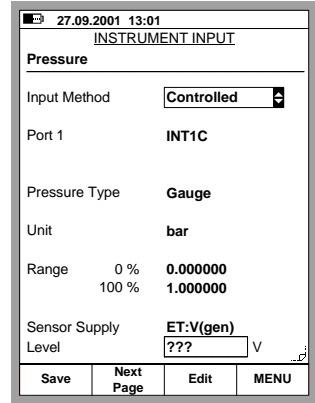 27.09.2001 13:01
INSTRUMENT INPUT
Pressure
Input Method Controlled
Port 1 INT1C
Pressure Type Gauge
Unit bar
Range 0 % 0.000000
100 % 1.000000
Sensor Supply ET:V(gen)
Level ??? V
Save Next Page Edit MENU